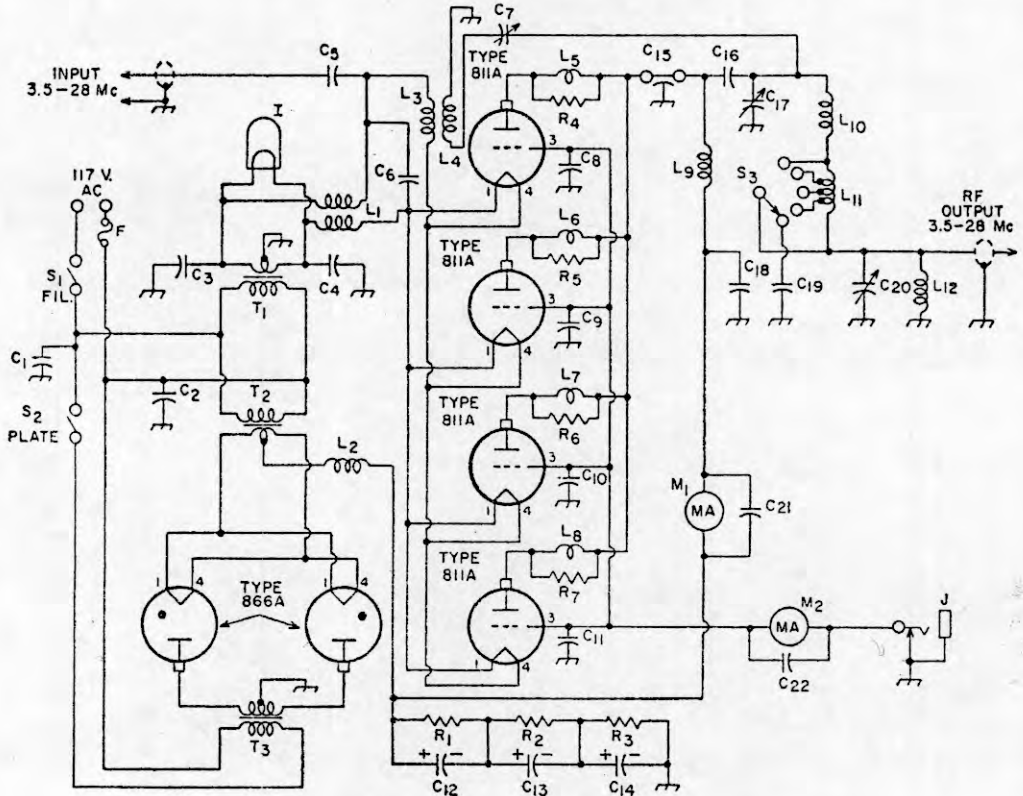 C7
C5
INPUT
3.5-28 Mc
TYPE
811A
L5
R4
C15
C16
C17
L10
L3
L4
I
C6
3
C8
1
4
L9
S3
L11
117 V.
AC
F
L1
RF
OUTPUT
3.5-28 Mc
S1
FIL.
C3
C4
T1
TYPE
811A
L6
R5
3
C9
1
4
C18
C19
C20
L12
C1
C2
S2
PLATE
T2
L2
TYPE
811A
L7
R6
3
C10
1
4
M1
MA
C21
TYPE
811A
L8
R7
3
C11
1
4
1
4
TYPE
866A
1
4
M2
MA
C22
J
T3
R1
R2
R3
+
-
+
-
+
-
C12
C13
C14